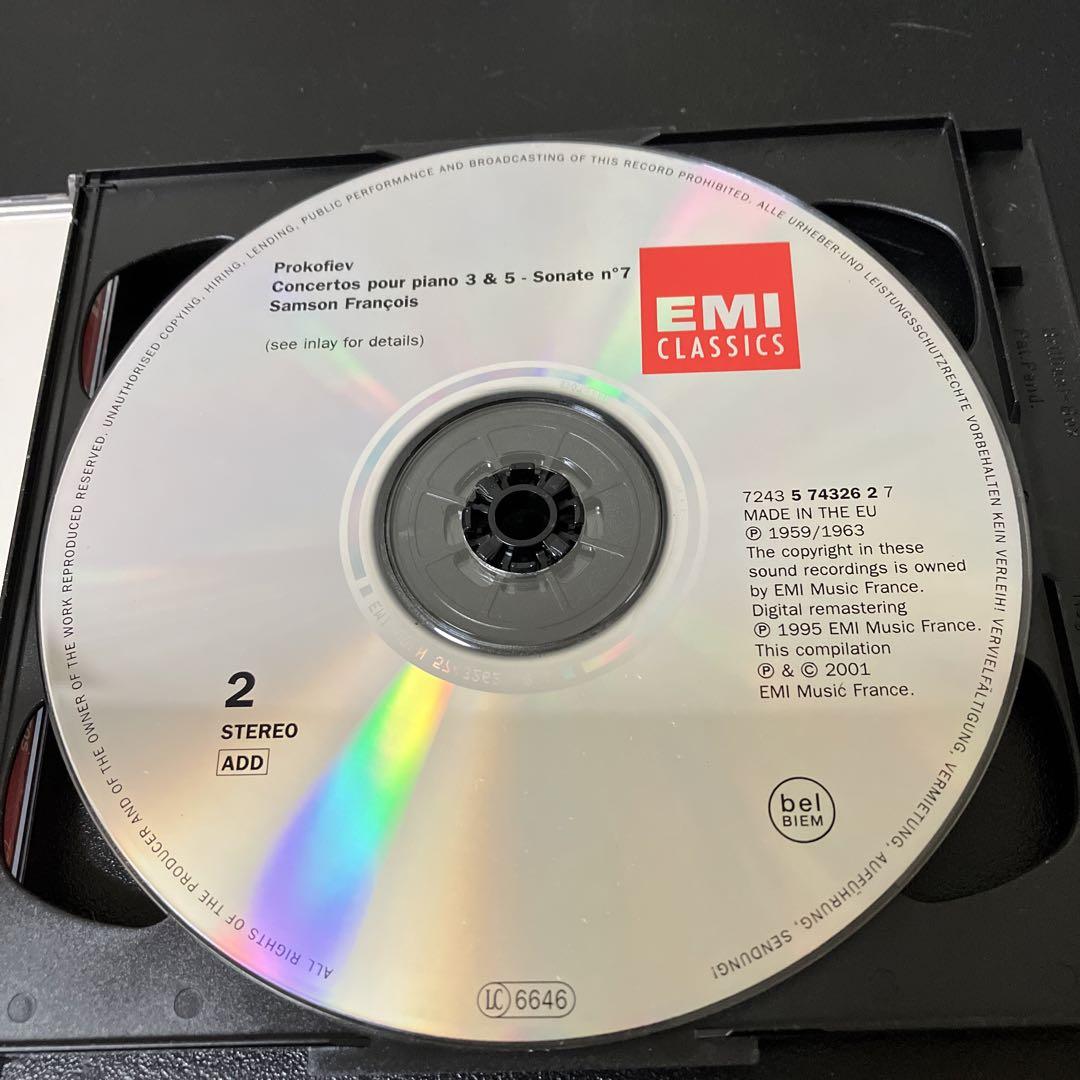 Prokofiev
Concertos pour piano 3 & 5 - Sonate n°7
Samson François
(see inlay for details)
EMI
CLASSICS
7243 5 74326 2 7
MADE IN THE EU
℗ 1959/1963
The copyright in these
sound recordings is owned
by EMI Music France.
Digital remastering
℗ 1995 EMI Music France.
This compilation
℗ & © 2001
EMI Music France.
2
STEREO
ADD
bel
BIEM
LC 6646
ALL RIGHTS OF THE PRODUCER AND OF THE OWNER OF THE WORK REPRODUCED RESERVED. UNAUTHORISED COPYING, HIRING, LENDING, PUBLIC PERFORMANCE AND BROADCASTING OF THIS RECORD PROHIBITED. ALLE URHEBER-UND LEISTUNGSSCHUTZRECHTE VORBEHALTEN KEIN VERLEIH! VERVIELFÄLTIGUNG, VERMIETUNG, AUFFÜHRUNG, SENDUNG!
Pat.Pend.